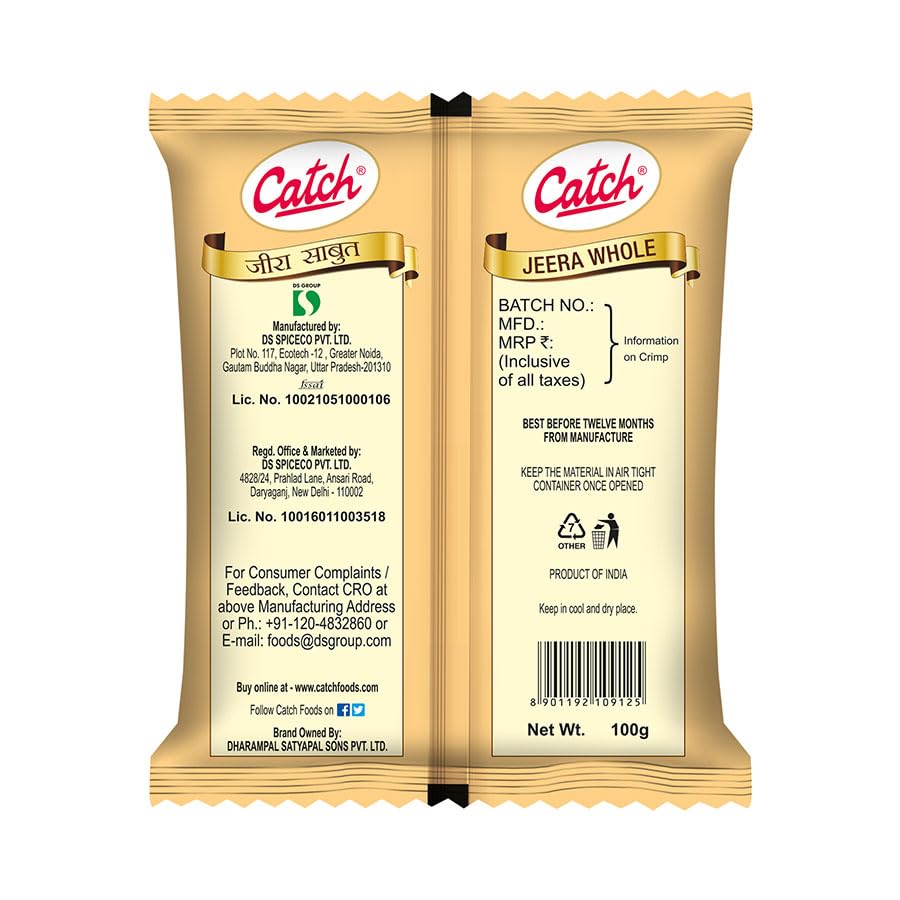 Catch®
जीरा साबुत
DS GROUP
Manufactured by:
DS SPICECO PVT. LTD.
Plot No. 117, Ecotech -12 , Greater Noida,
Gautam Buddha Nagar, Uttar Pradesh-201310
fssai
Lic. No. 10021051000106
Regd. Office & Marketed by:
DS SPICECO PVT. LTD.
4828/24, Prahlad Lane, Ansari Road,
Daryaganj, New Delhi - 110002
Lic. No. 10016011003518
For Consumer Complaints /
Feedback, Contact CRO at
above Manufacturing Address
or Ph.: +91-120-4832860 or
E-mail: foods@dsgroup.com
Buy online at - www.catchfoods.com
Follow Catch Foods on
Brand Owned By:
DHARAMPAL SATYAPAL SONS PVT. LTD.
Catch®
JEERA WHOLE
BATCH NO.:
MFD.:
MRP ₹:
(Inclusive
of all taxes)
Information
on Crimp
BEST BEFORE TWELVE MONTHS
FROM MANUFACTURE
KEEP THE MATERIAL IN AIR TIGHT
CONTAINER ONCE OPENED
7
OTHER
PRODUCT OF INDIA
Keep in cool and dry place.
8 901192 109125
Net Wt. 100g